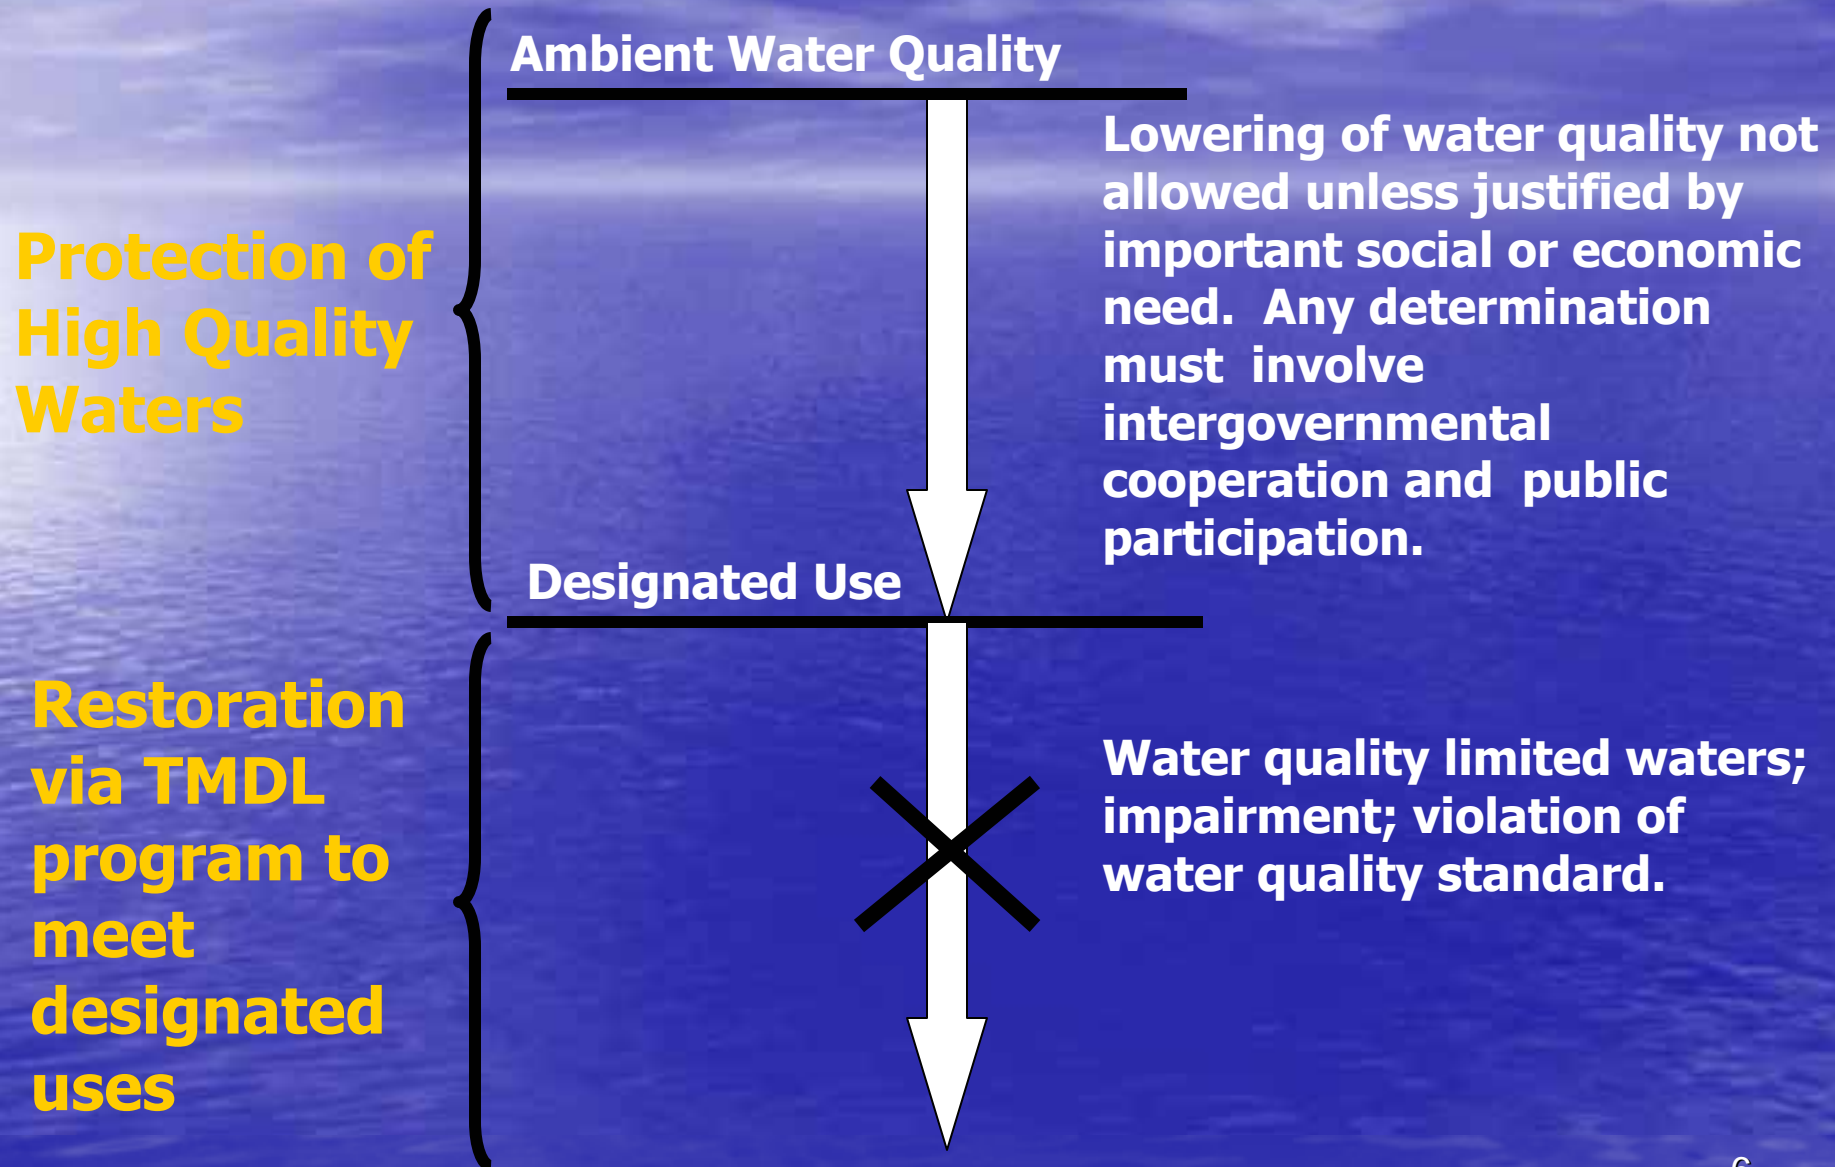 Ambient Water Quality
Protection of
High Quality
Waters
Lowering of water quality not
allowed unless justified by
important social or economic
need.  Any determination
must  involve
intergovernmental
cooperation and  public
participation.
Designated Use
Restoration
via TMDL
program to
meet
designated
uses
Water quality limited waters;
impairment; violation of
water quality standard.